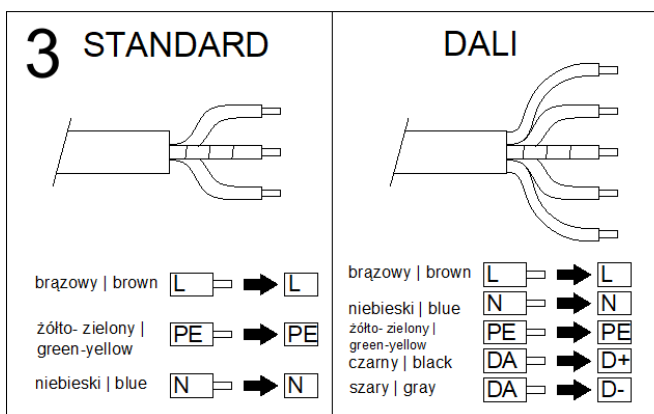 3 STANDARD
brązowy | brown L L
żółto- zielony |
green-yellow PE PE
niebieski | blue N N
DALI
brązowy | brown L L
niebieski | blue N N
żółto- zielony |
green-yellow PE PE
czarny | black DA D+
szary | gray DA D-